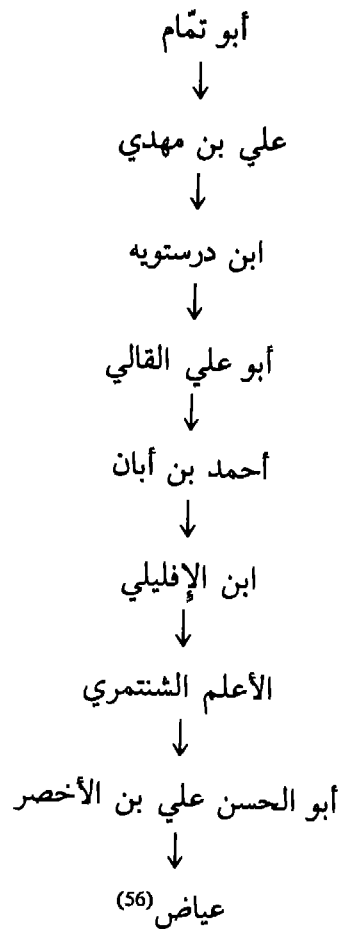 أبو تمّام
علي بن مهدي
ابن درستويه
أبو علي القالي
أحمد بن أبان
ابن الإفليلي
الأعلم الشنتمري
أبو الحسن علي بن الأخصر
عياض(56)